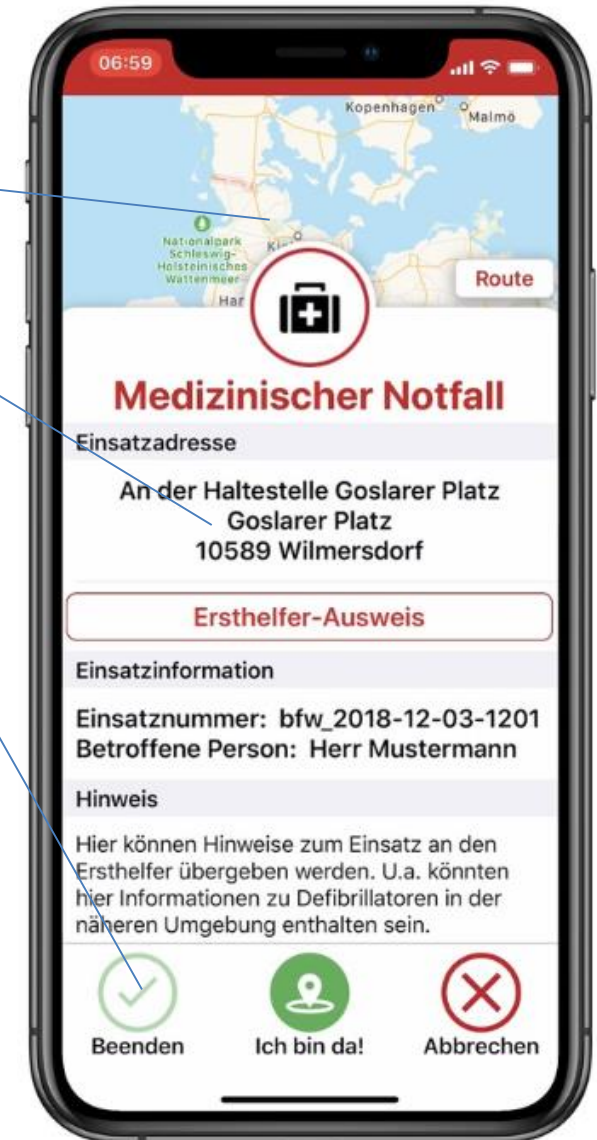 06:59
Kopenhagen
Malmö
Nationalpark
Schleswig-
Holsteinisches
Wattenmeer
Route
Medizinischer Notfall
Einsatzadresse
An der Haltestelle Goslarer Platz
Goslarer Platz
10589 Wilmersdorf
Ersthelfer-Ausweis
Einsatzinformation
Einsatznummer: bfw_2018-12-03-1201
Betroffene Person: Herr Mustermann
Hinweis
Hier können Hinweise zum Einsatz an den
Ersthelfer übergeben werden. U.a. könnten
hier Informationen zu Defibrillatoren in der
näheren Umgebung enthalten sein.
Beenden
Ich bin da!
Abbrechen